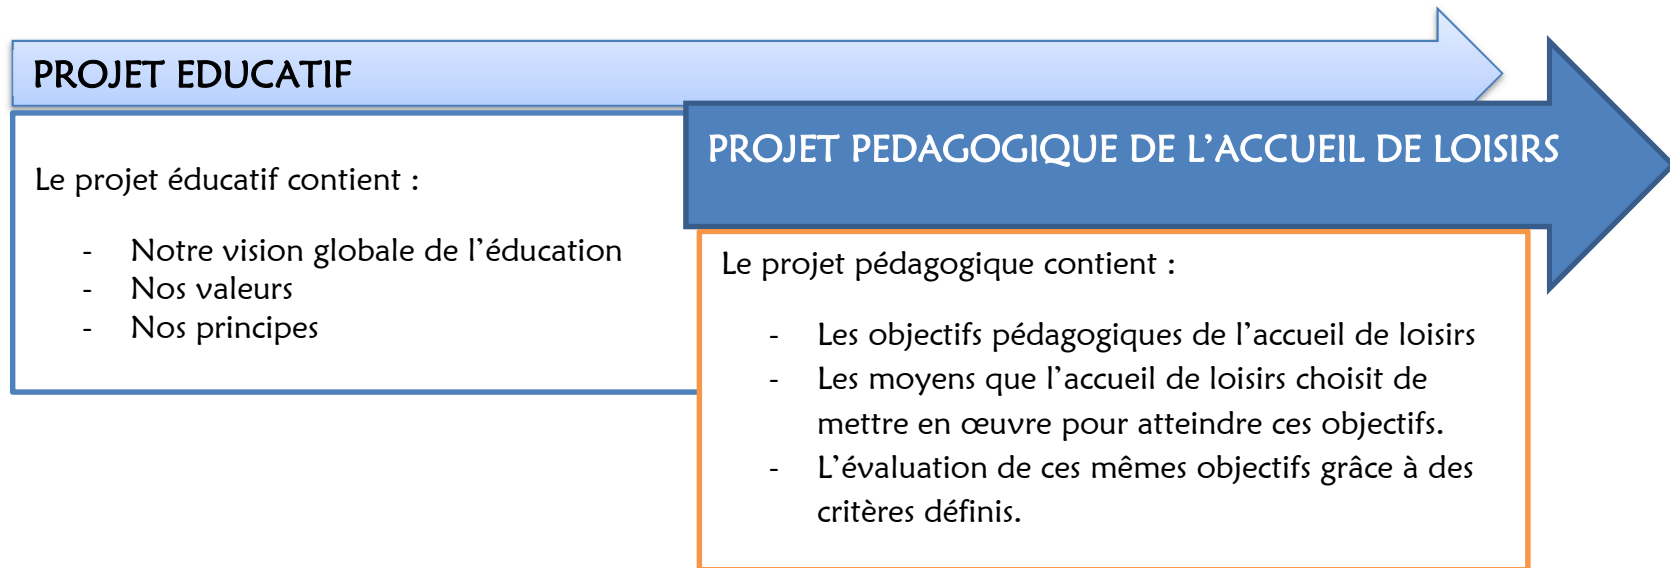 PROJET EDUCATIF
Le projet éducatif contient :
- Notre vision globale de l’éducation
- Nos valeurs
- Nos principes
PROJET PEDAGOGIQUE DE L’ACCUEIL DE LOISIRS
Le projet pédagogique contient :
- Les objectifs pédagogiques de l’accueil de loisirs
- Les moyens que l’accueil de loisirs choisit de
mettre en œuvre pour atteindre ces objectifs.
- L’évaluation de ces mêmes objectifs grâce à des
critères définis.